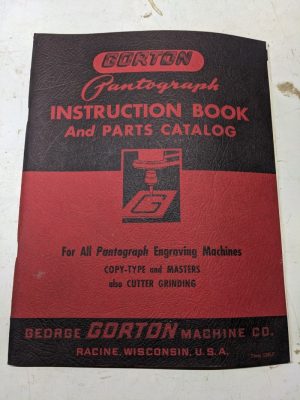 GORTON
Pantograph
INSTRUCTION BOOK
And PARTS CATALOG
G
For All Pantograph Engraving Machines
COPY-TYPE and MASTERS
also CUTTER GRINDING
GEORGE GORTON MACHINE CO.
RACINE, WISCONSIN, U.S.A.
Form